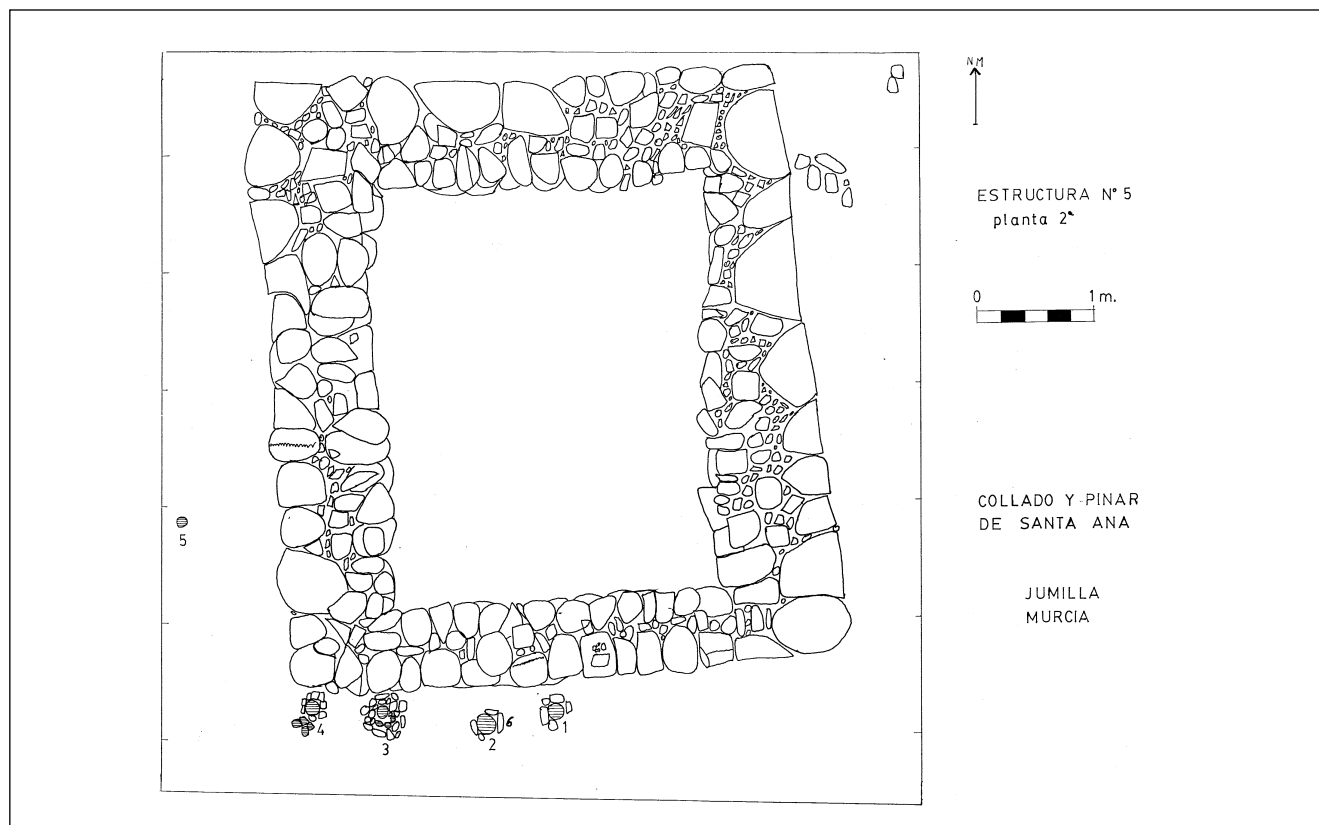 NM
ESTRUCTURA Nº 5
planta 2ª
0 1 m.
5
COLLADO Y PINAR
DE SANTA ANA
JUMILLA
MURCIA
4
3
2
6
1